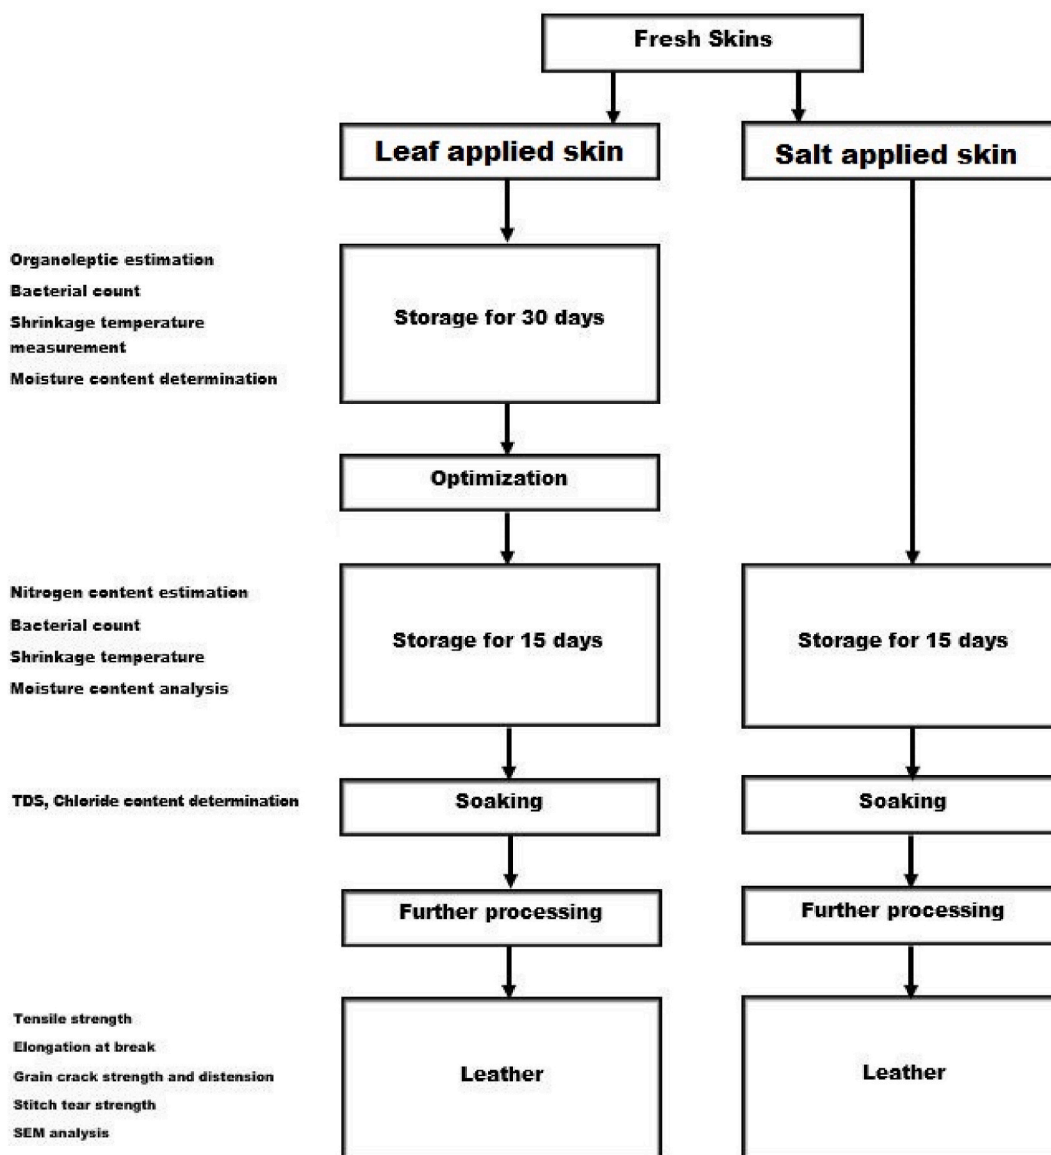 Fresh Skins
Leaf applied skin
Salt applied skin
Organoleptic estimation
Bacterial count
Shrinkage temperature
measurement
Moisture content determination
Storage for 30 days
Optimization
Nitrogen content estimation
Bacterial count
Shrinkage temperature
Moisture content analysis
Storage for 15 days
Storage for 15 days
TDS, Chloride content determination
Soaking
Soaking
Further processing
Further processing
Tensile strength
Elongation at break
Grain crack strength and distension
Stitch tear strength
SEM analysis
Leather
Leather